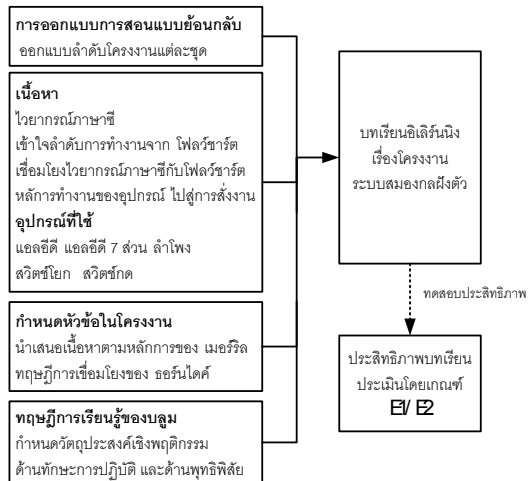 การออกแบบการสอนแบบย้อนกลับ
ออกแบบลำดับโครงงานแต่ละชุด
เนื้อหา
ไวยากรณ์ภาษาซี
เข้าใจลำดับการทำงานจาก โฟลว์ชาร์ต
เชื่อมโยงไวยากรณ์ภาษาซีกับโฟลว์ชาร์ต
หลักการทำงานของอุปกรณ์ ไปสู่การสั่งงาน
อุปกรณ์ที่ใช้
แอลอีดี แอลอีดี 7 ส่วน ลำโพง
สวิตช์โยก สวิตช์กด
กำหนดหัวข้อในโครงงาน
นำเสนอเนื้อหาตามหลักการของ เมอร์ริล
ทฤษฎีการเชื่อมโยงของ ธอร์นไดค์
ทฤษฎีการเรียนรู้ของบลูม
กำหนดวัตถุประสงค์เชิงพฤติกรรม
ด้านทักษะการปฏิบัติ และด้านพุทธิพิสัย
บทเรียนอิเลิร์นนิง
เรื่องโครงงาน
ระบบสมองกลฝังตัว
ทดสอบประสิทธิภาพ
ประสิทธิภาพบทเรียน
ประเมินโดยเกณฑ์
E1/ E2